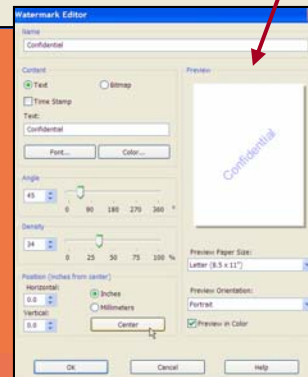 Watermark Editor
Name
Confidential
Content
Text
Bitmap
Time Stamp
Text:
Confidential
Font...
Color...
Angle
45
0 90 180 270 360 °
Density
34
0 25 50 75 100 %
Position (inches from center)
Horizontal:
0.0
Inches
Millimeters
Vertical:
0.0
Center
Preview
Confidential
Preview Paper Size:
Letter (8.5 x 11")
Preview Orientation:
Portrait
Preview in Color
OK
Cancel
Help